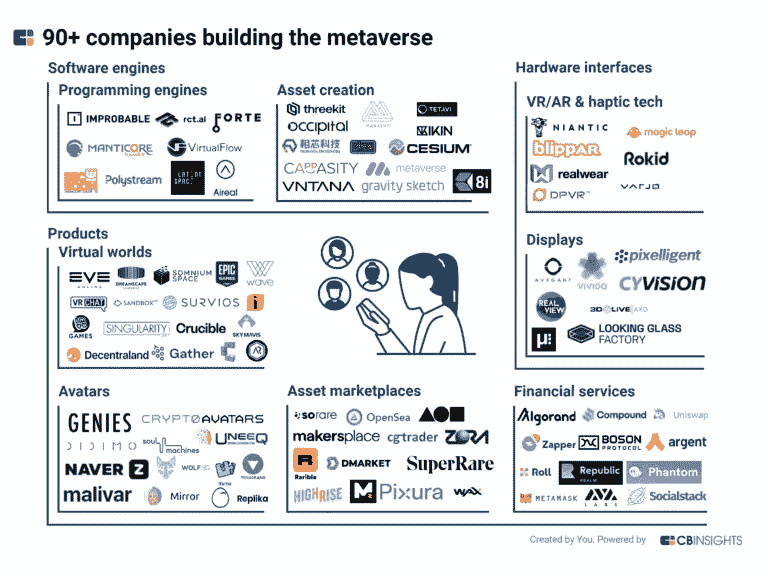 90+ companies building the metaverse
Software engines
Programming engines
IMPROBABLE rct.ai FORTE
MANTICORE GAMES VirtualFlow
Polystream LATENT SPACE Aireal
Asset creation
threekit TETAVI
occipital IKIN
相芯科技 CESIUM
CAPPASITY metaverse
VNTANA gravity sketch 8i
Hardware interfaces
VR/AR & haptic tech
NIANTIC magic leap
blippAR Rokid
realwear VARJO
DPVR
Displays
AVEGANT VIVIDQ pixelligent
CYVISION
REAL VIEW 3DLIVE
LOOKING GLASS
FACTORY
Products
Virtual worlds
EVE ONLINE DREAMSCAPE SOMNIUM SPACE EPIC GAMES wave
VRCHAT SANDBOX SURVIOS
GAMES SINGULARITY Crucible SKY MAVIS
Decentraland Gather
Avatars
GENIES CRYPTOAVATARS
DIDIMO soul machines UNEEQ
NAVER Z WOLF3D
malivar Mirror Replika
Asset marketplaces
sorare OpenSea
makersplace cgtrader ZORA
Rarible DMARKET SuperRare
HIGHRISE Pixura WAX
Financial services
Algorand Compound Uniswap
Zapper BOSON PROTOCOL argent
Roll Republic REALM Phantom
METAMASK AVA LABS Socialstack
Created by You. Powered by CBINSIGHTS